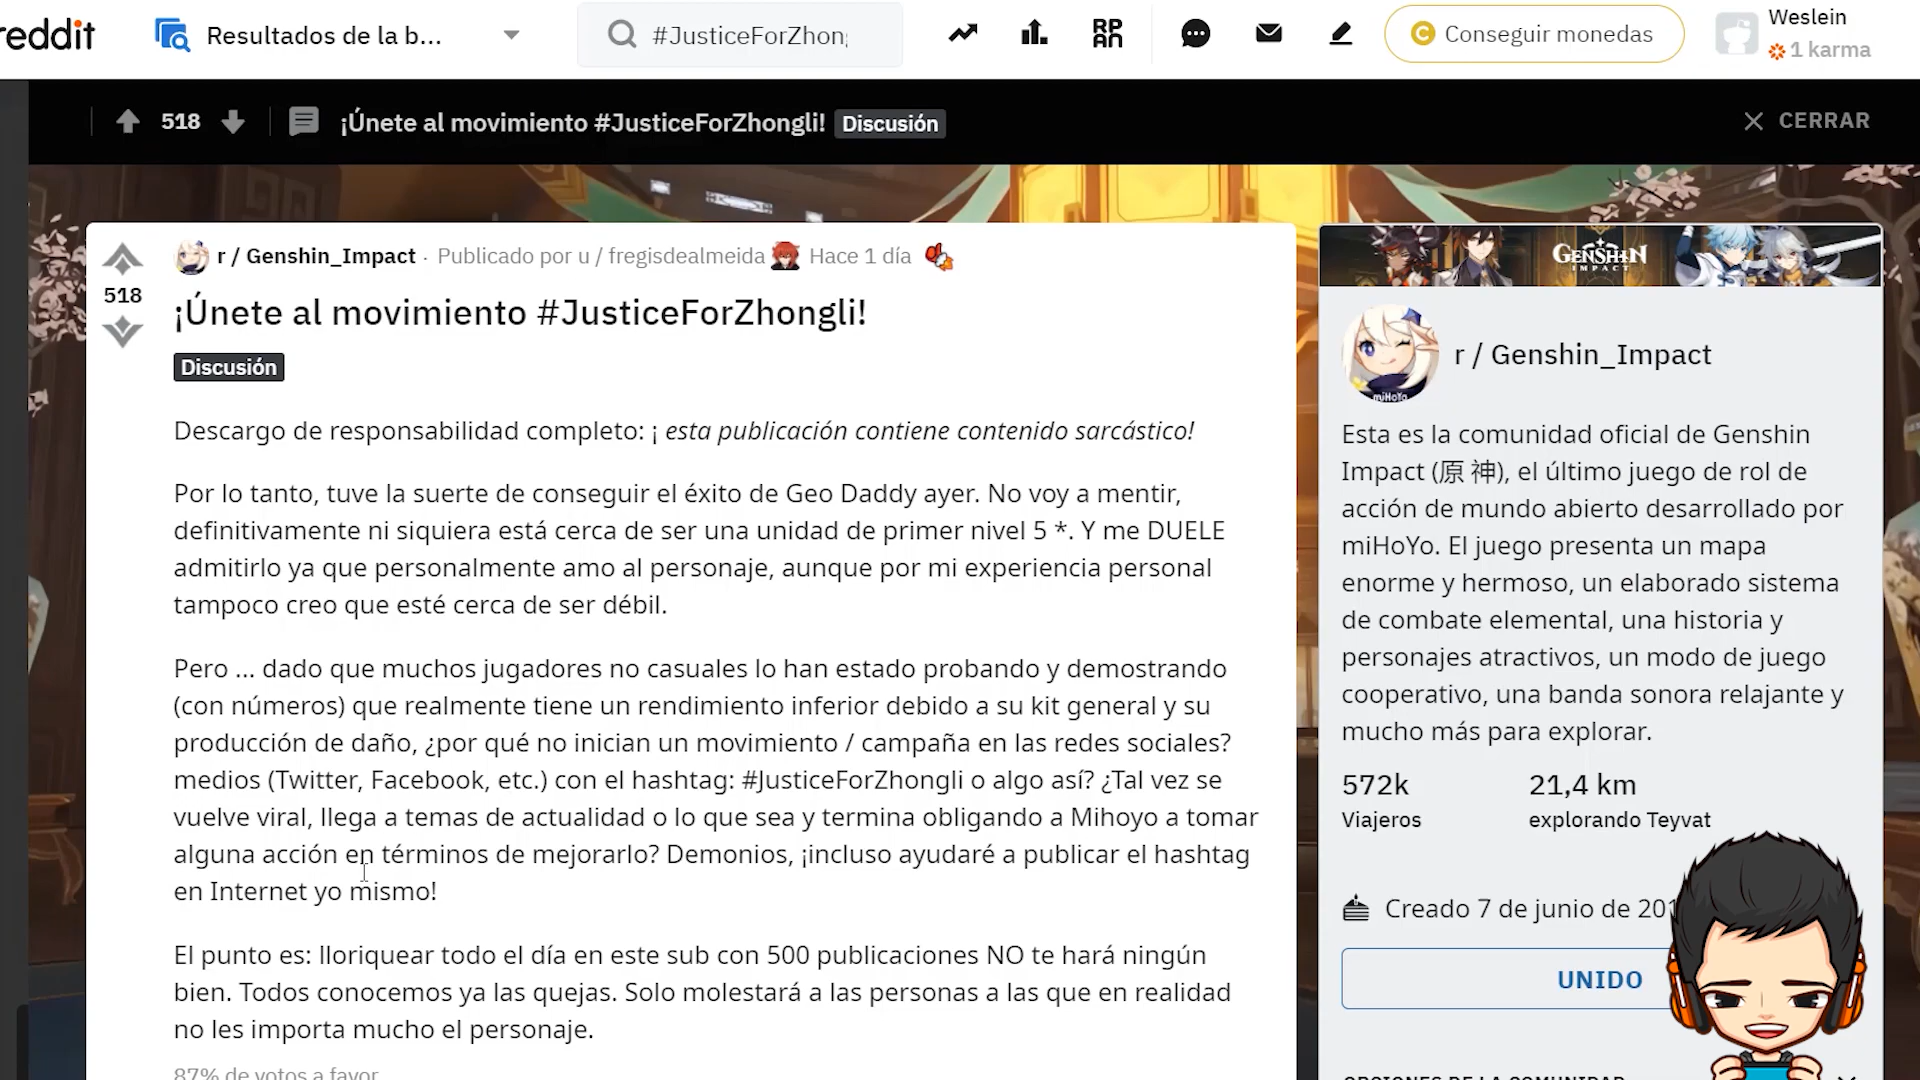 reddit
Resultados de la b...
#JusticeForZhong
Conseguir monedas
Weslein
1 karma
518
¡Únete al movimiento #JusticeForZhongli!
Discusión
CERRAR
r / Genshin_Impact · Publicado por u / fregisdealmeida Hace 1 día
518
¡Únete al movimiento #JusticeForZhongli!
Discusión
Descargo de responsabilidad completo: ¡ esta publicación contiene contenido sarcástico!
Por lo tanto, tuve la suerte de conseguir el éxito de Geo Daddy ayer. No voy a mentir,
definitivamente ni siquiera está cerca de ser una unidad de primer nivel 5 *. Y me DUELE
admitirlo ya que personalmente amo al personaje, aunque por mi experiencia personal
tampoco creo que esté cerca de ser débil.
Pero ... dado que muchos jugadores no casuales lo han estado probando y demostrando
(con números) que realmente tiene un rendimiento inferior debido a su kit general y su
producción de daño, ¿por qué no inician un movimiento / campaña en las redes sociales?
medios (Twitter, Facebook, etc.) con el hashtag: #JusticeForZhongli o algo así? ¿Tal vez se
vuelve viral, llega a temas de actualidad o lo que sea y termina obligando a Mihoyo a tomar
alguna acción en términos de mejorarlo? Demonios, ¡incluso ayudaré a publicar el hashtag
en Internet yo mismo!
El punto es: lloriquear todo el día en este sub con 500 publicaciones NO te hará ningún
bien. Todos conocemos ya las quejas. Solo molestará a las personas a las que en realidad
no les importa mucho el personaje.
87% de votos a favor
GENSHIN
IMPACT
miHoYo
r / Genshin_Impact
Esta es la comunidad oficial de Genshin
Impact (原 神), el último juego de rol de
acción de mundo abierto desarrollado por
miHoYo. El juego presenta un mapa
enorme y hermoso, un elaborado sistema
de combate elemental, una historia y
personajes atractivos, un modo de juego
cooperativo, una banda sonora relajante y
mucho más para explorar.
572k
21,4 km
Viajeros
explorando Teyvat
Creado 7 de junio de 201
UNIDO
OPCIONES DE LA COMUNIDAD